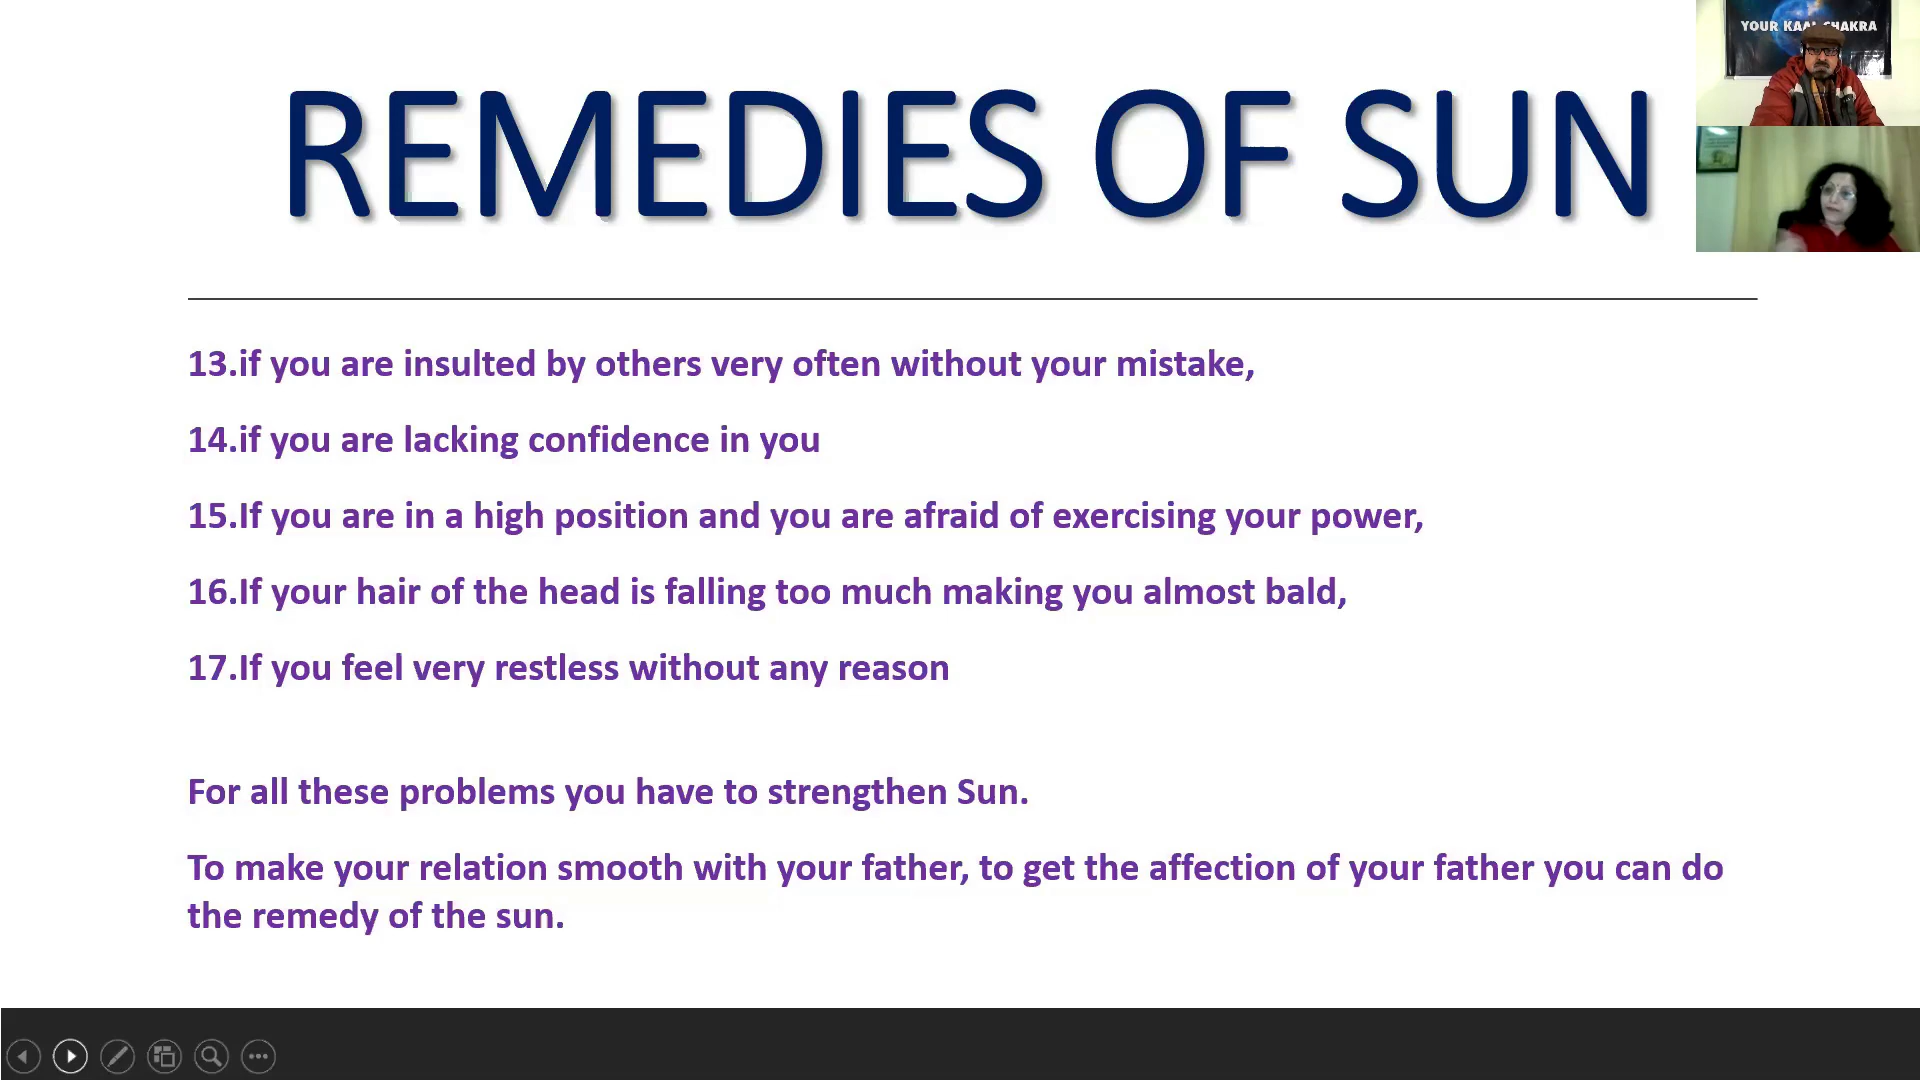 REMEDIES OF SUN
YOUR KAAL CHAKRA
13.if you are insulted by others very often without your mistake,
14.if you are lacking confidence in you
15.If you are in a high position and you are afraid of exercising your power,
16.If your hair of the head is falling too much making you almost bald,
17.If you feel very restless without any reason
For all these problems you have to strengthen Sun.
To make your relation smooth with your father, to get the affection of your father you can do
the remedy of the sun.